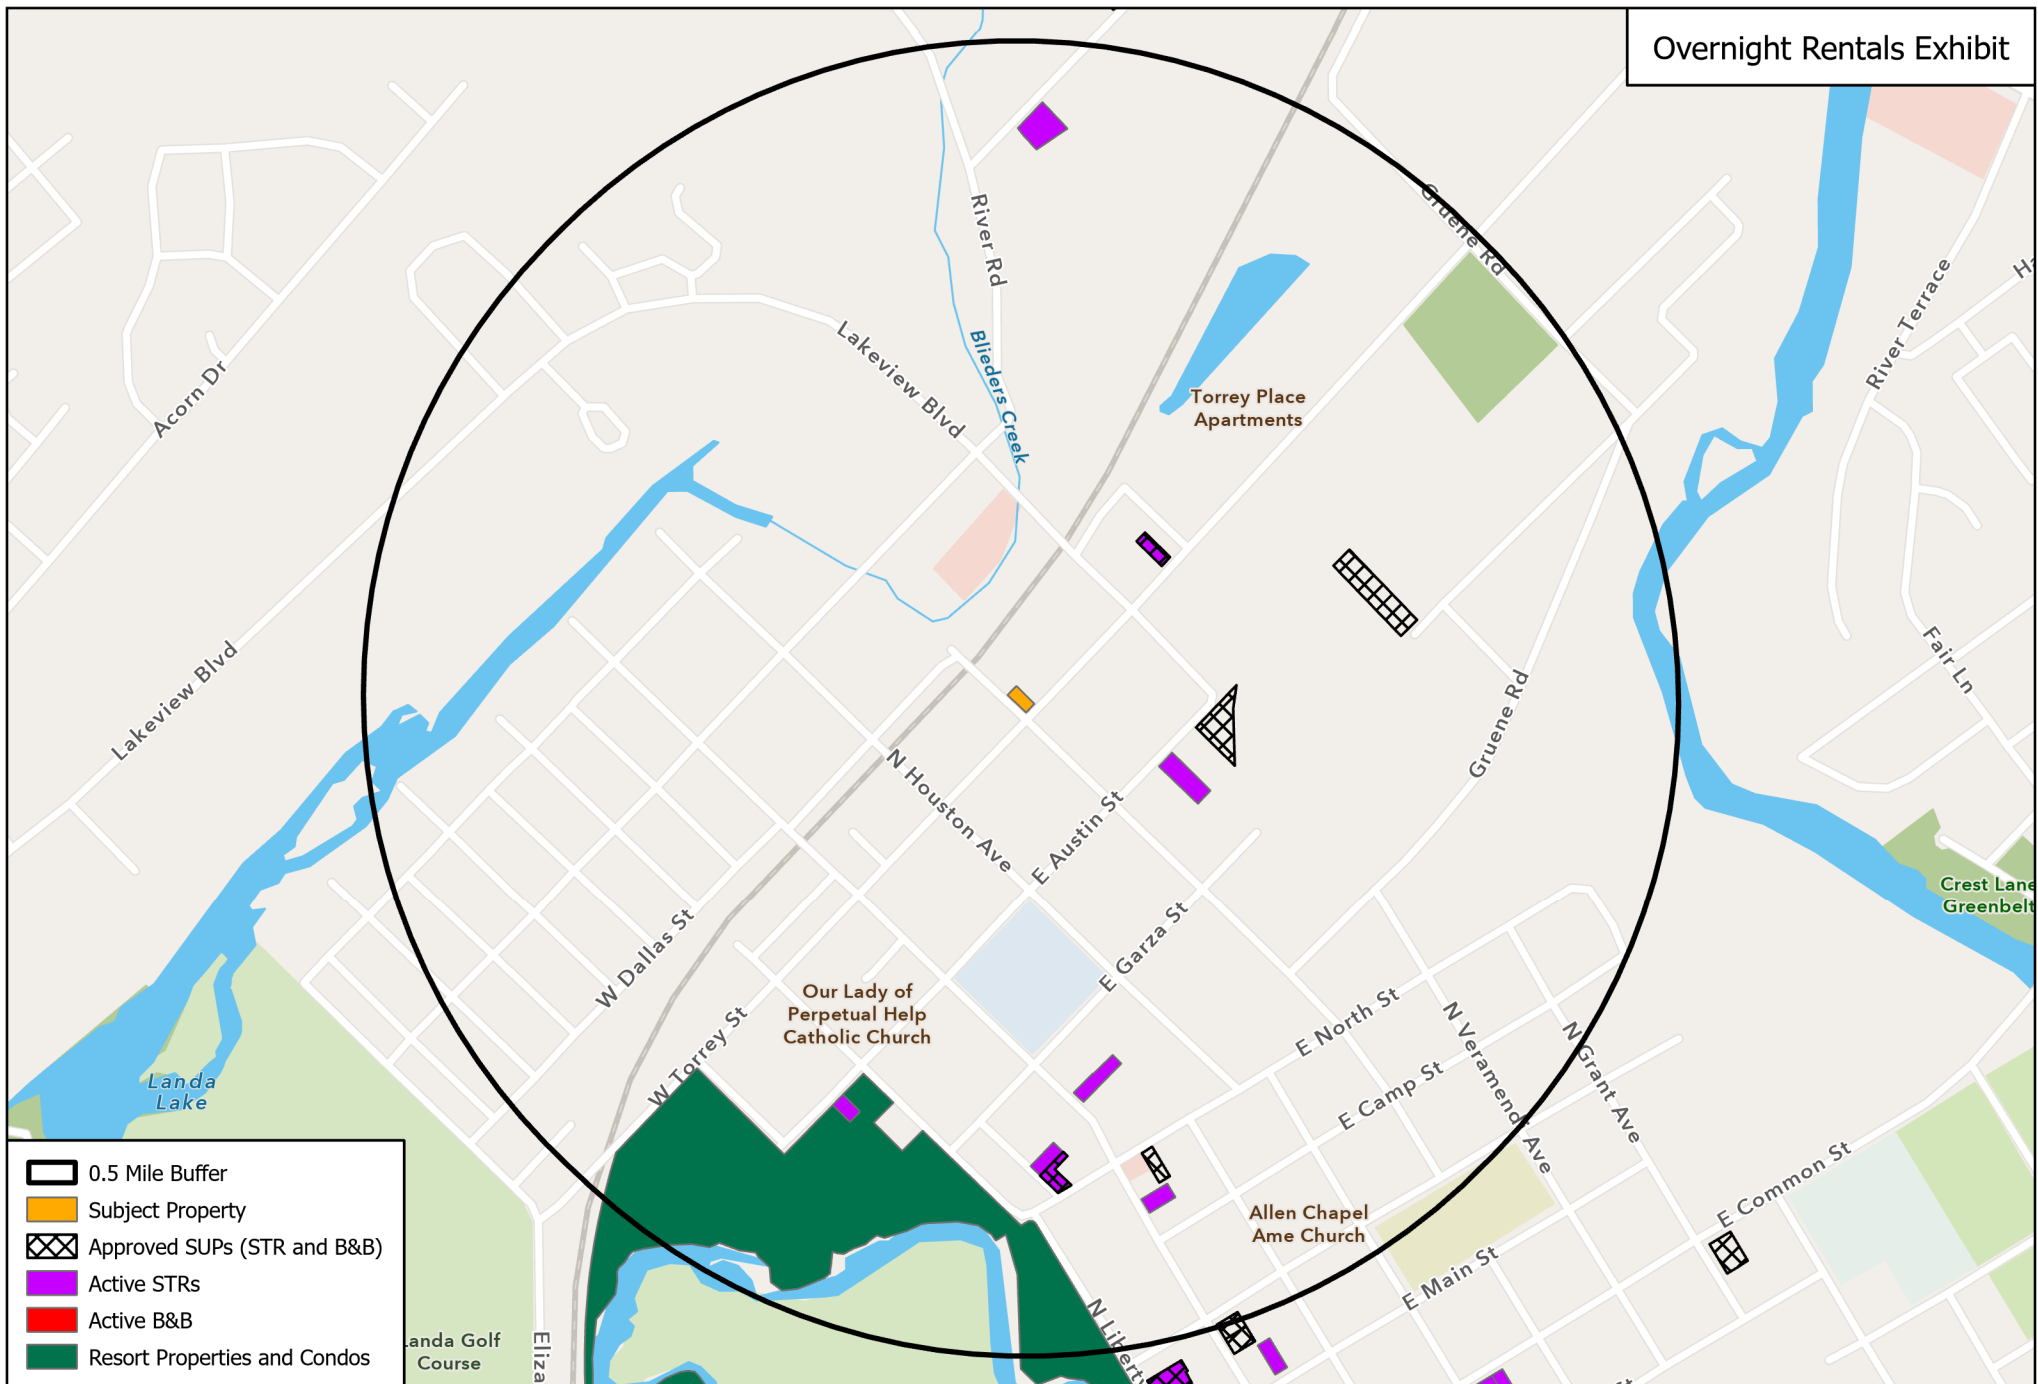 Overnight Rentals Exhibit
Gruene Rd
River Rd
River Terrace
Lakeview Blvd
Blieders Creek
Acorn Dr
Torrey Place
Apartments
Lakeview Blvd
Fair Ln
Gruene Rd
N Houston Ave
E Austin St
Crest Lane
Greenbelt
W Dallas St
E Garza St
Our Lady of
Perpetual Help
Catholic Church
E North St
N Veramendi Ave
N Grant Ave
W Torrey St
E Camp St
Landa
Lake
E Common St
Allen Chapel
Ame Church
E Main St
N Liberty
Landa Golf
Course
Eliza
0.5 Mile Buffer
Subject Property
Approved SUPs (STR and B&B)
Active STRs
Active B&B
Resort Properties and Condos